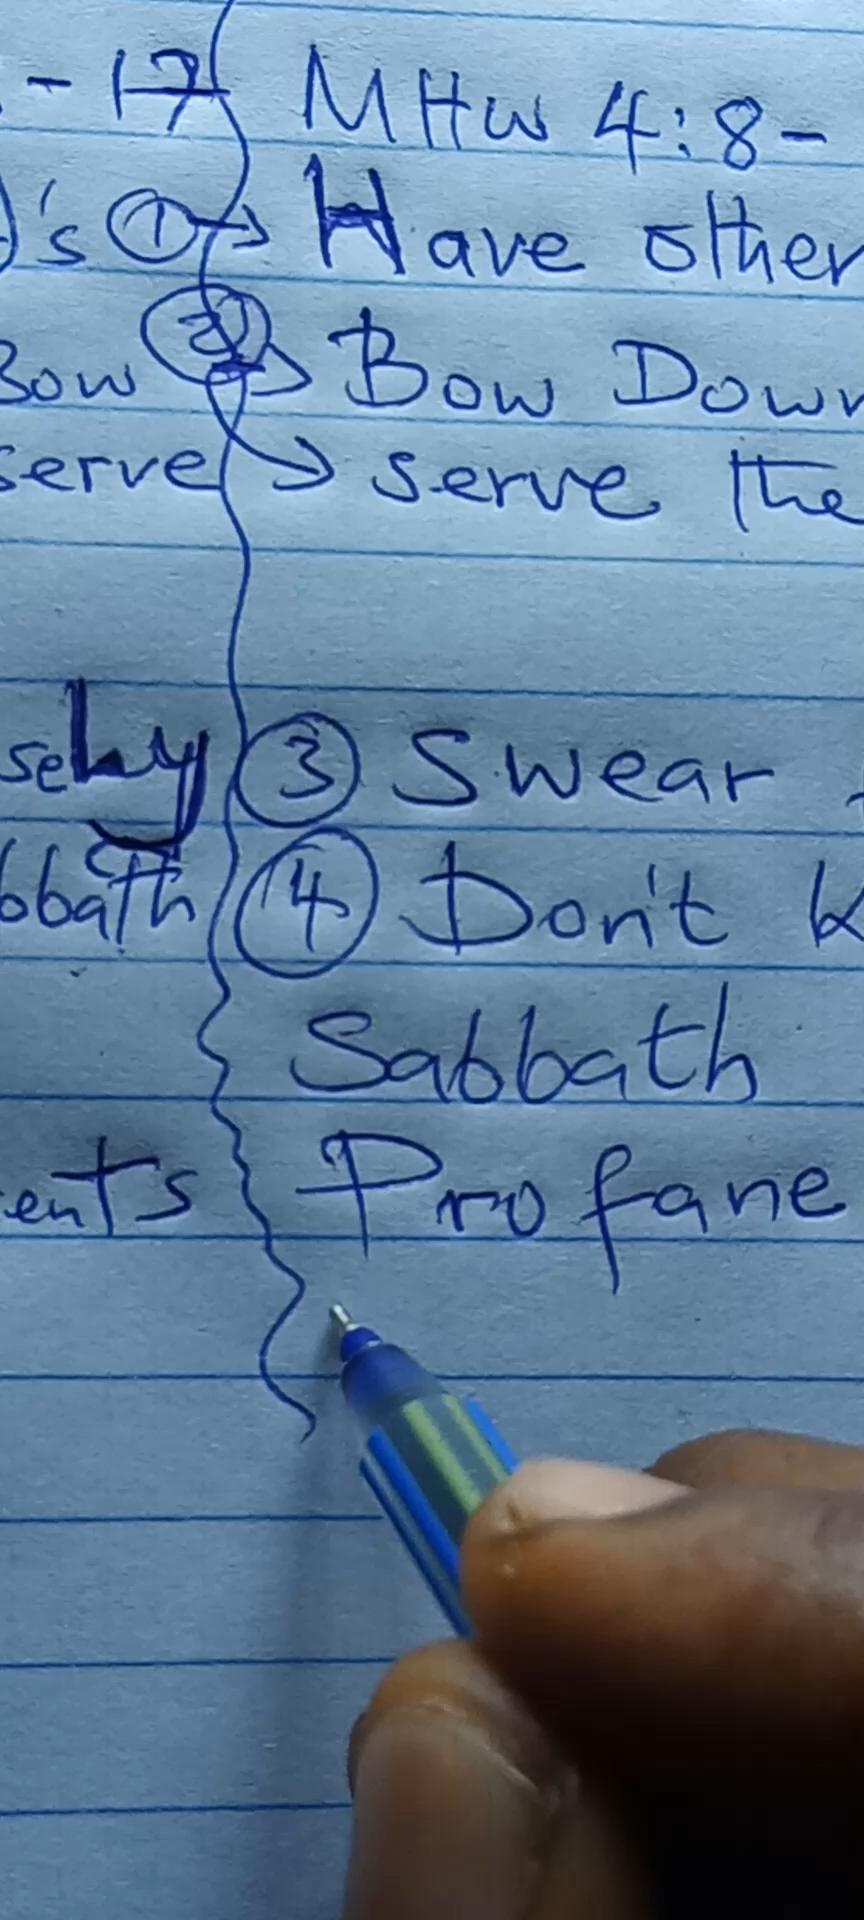 - 17 MHW 4:8-
's ① → Have other
Bow ② → Bow Down
serve → serve the
sely ③ Swear
bbath ④ Don't K
Sabbath
ents Profane